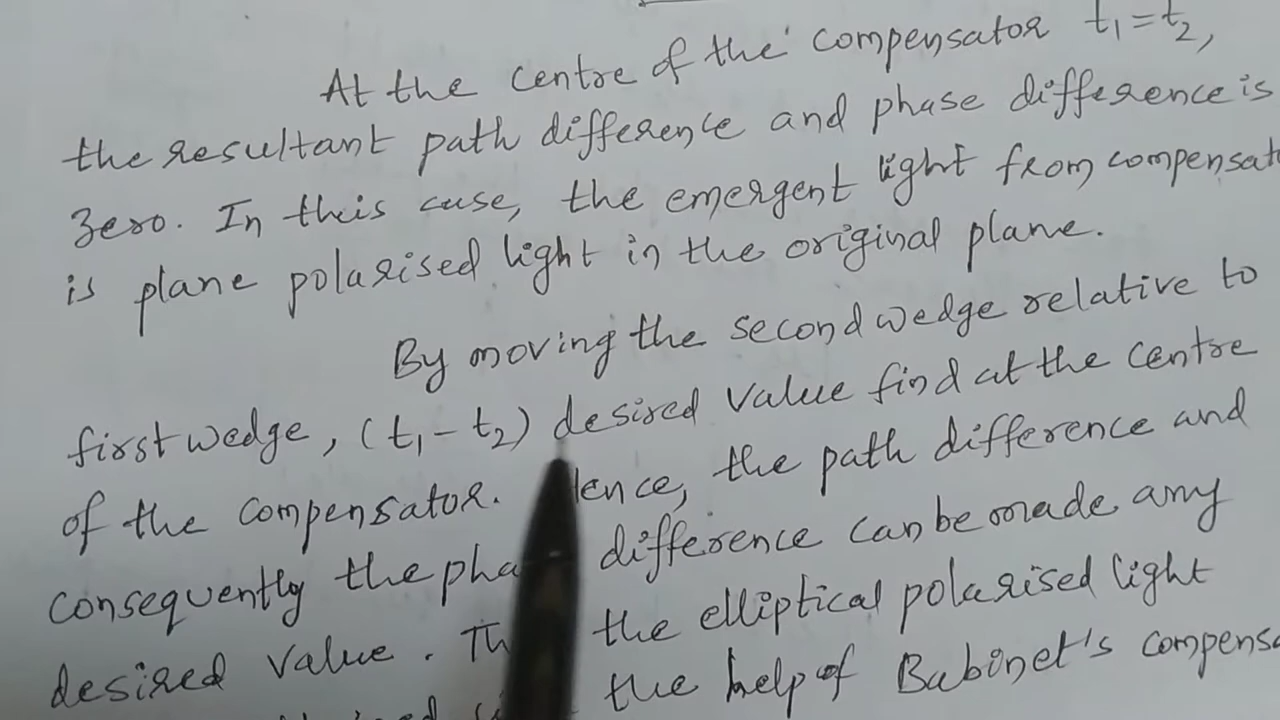 At the centre of the compensator t₁=t₂,
the resultant path difference and phase difference is
zero. In this case, the emergent light from compensat
is plane polarised light in the original plane.
By moving the second wedge relative to
first wedge, (t₁-t₂) desired value find at the centre
of the compensator. lence, the path difference and
consequently the pha difference can be made any
desired value. Th the elliptical polarised light
the help of Babinet's compens